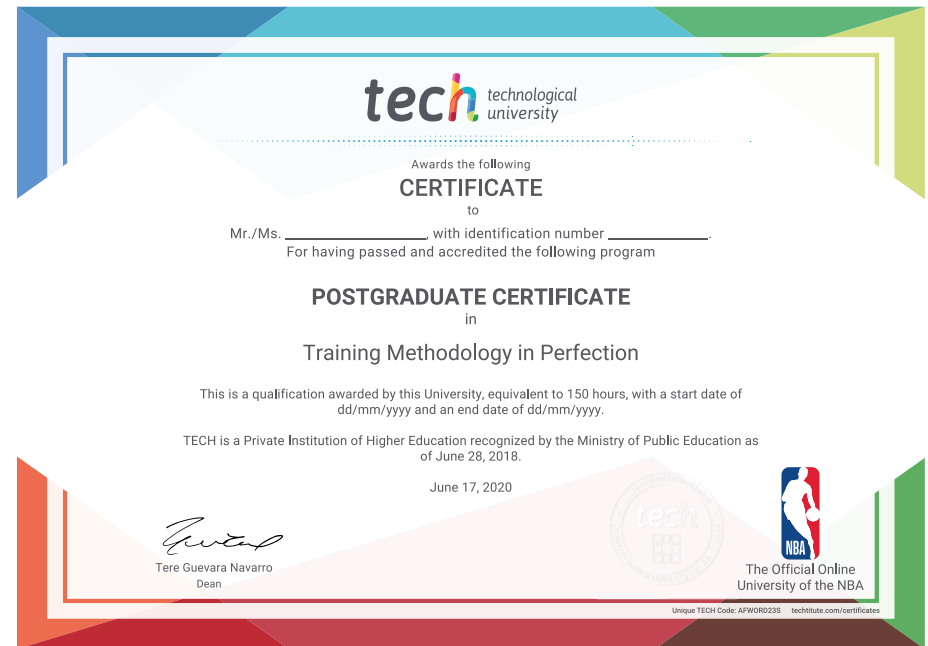 tech technological
university
Awards the following
CERTIFICATE
to
Mr./Ms. ____________________, with identification number ______________.
For having passed and accredited the following program
POSTGRADUATE CERTIFICATE
in
Training Methodology in Perfection
This is a qualification awarded by this University, equivalent to 150 hours, with a start date of
dd/mm/yyyy and an end date of dd/mm/yyyy.
TECH is a Private Institution of Higher Education recognized by the Ministry of Public Education as
of June 28, 2018.
June 17, 2020
tech
NBA
Tere Guevara Navarro
Dean
The Official Online
University of the NBA
Unique TECH Code: AFWORD23S techtitute.com/certificates